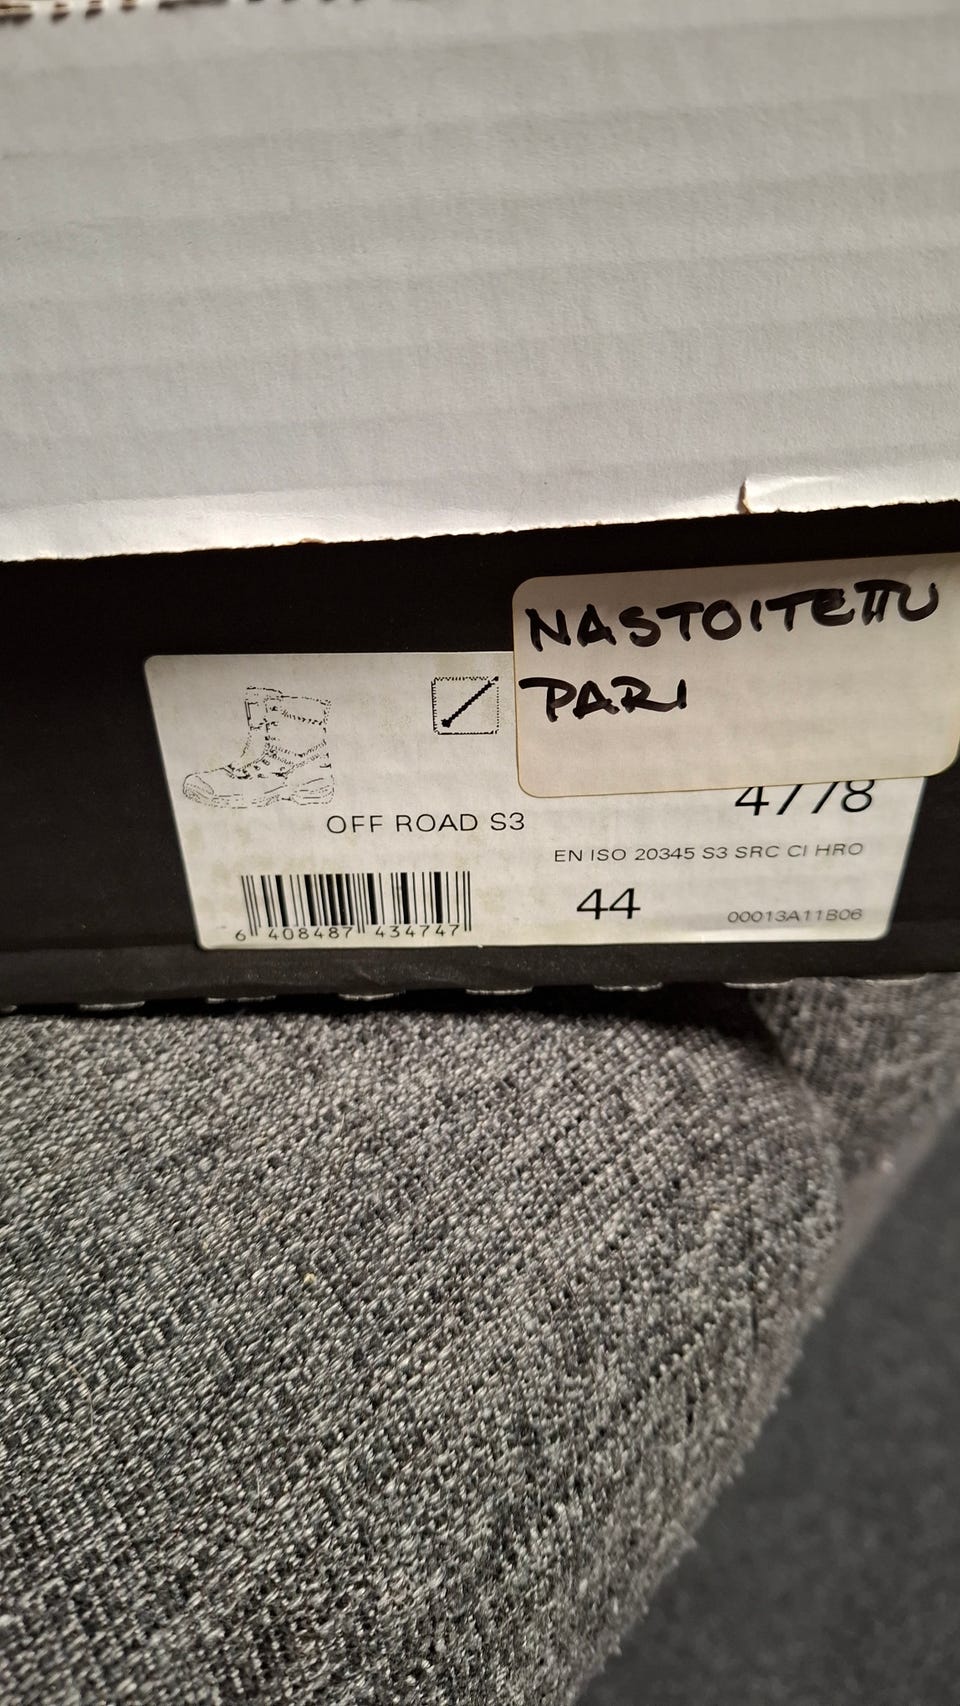 NASTOITETTU
PARI
OFF ROAD S3
4778
EN ISO 20345 S3 SRC CI HRO
44
00013A11B06
6 408487 434747